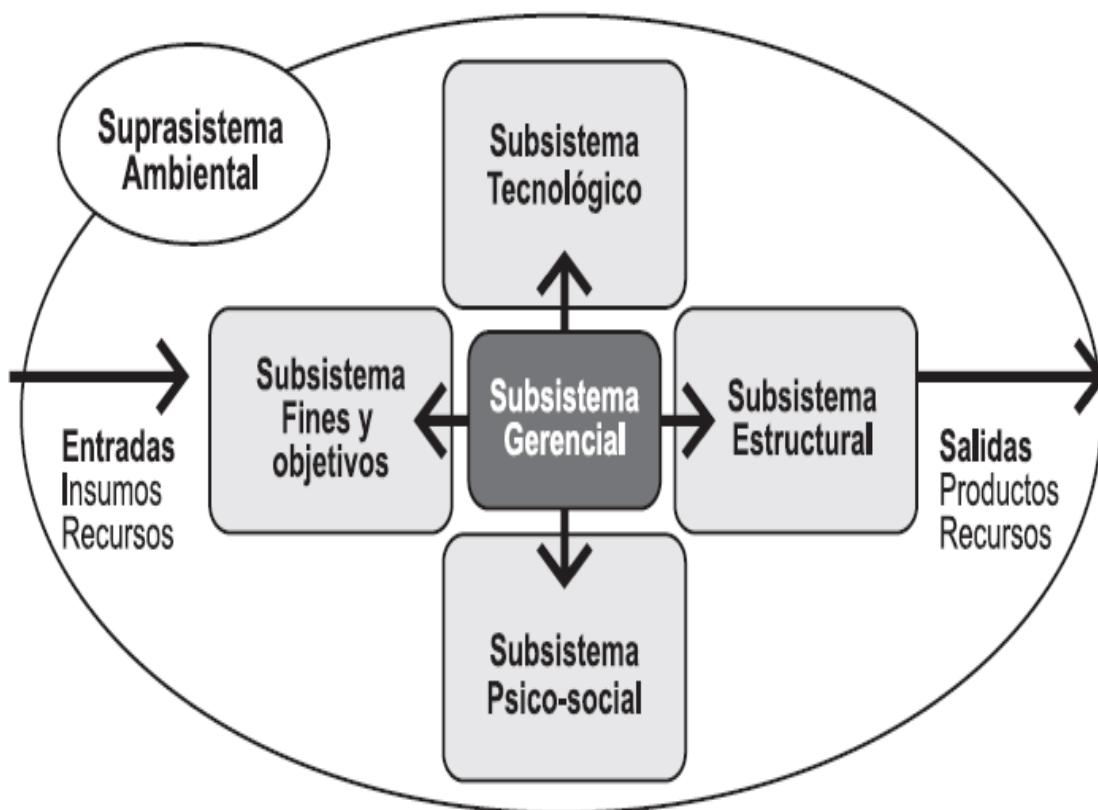 Suprasistema
Ambiental
Subsistema
Tecnológico
Subsistema
Fines y
objetivos
Subsistema
Gerencial
Subsistema
Estructural
Entradas
Insumos
Recursos
Salidas
Productos
Recursos
Subsistema
Psico-social